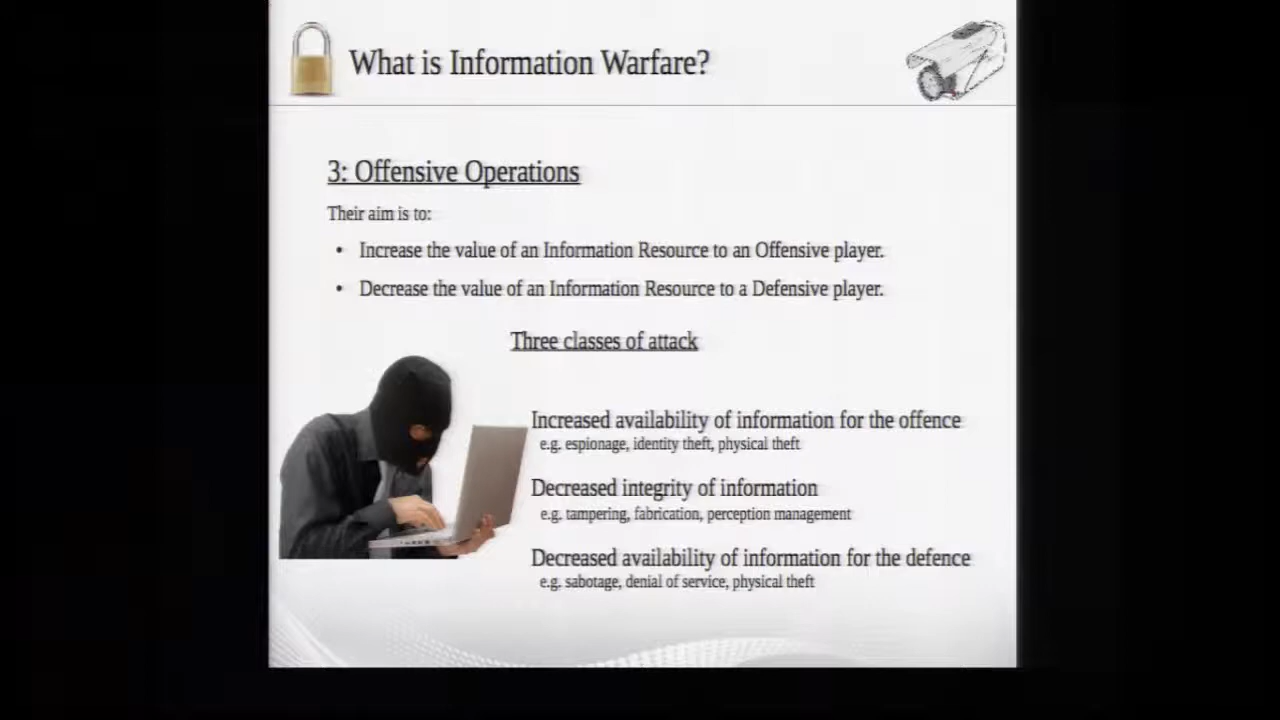 What is Information Warfare?
3: Offensive Operations
Their aim is to:
• Increase the value of an Information Resource to an Offensive player.
• Decrease the value of an Information Resource to a Defensive player.
Three classes of attack
Increased availability of information for the offence
e.g. espionage, identity theft, physical theft
Decreased integrity of information
e.g. tampering, fabrication, perception management
Decreased availability of information for the defence
e.g. sabotage, denial of service, physical theft